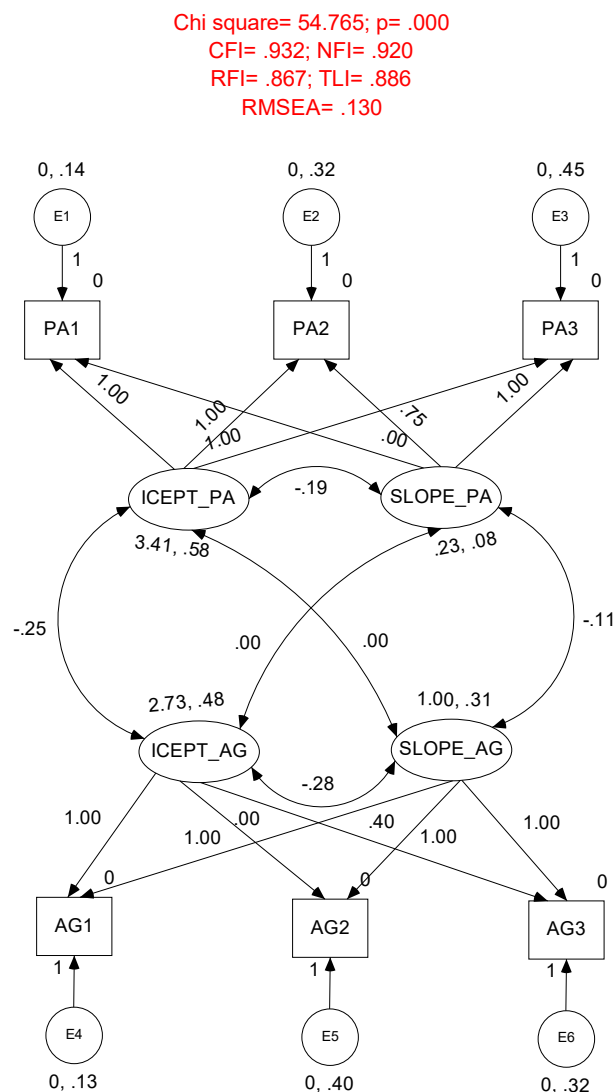 Chi square= 54.765; p= .000
CFI= .932; NFI= .920
RFI= .867; TLI= .886
RMSEA= .130
0, .14
0, .32
0, .45
E1
E2
E3
1
1
1
0
0
0
PA1
PA2
PA3
1.00
1.00
1.00
.00
.75
1.00
ICEPT_PA
-.19
SLOPE_PA
3.41, .58
.23, .08
-.25
.00
.00
-.11
2.73, .48
1.00, .31
ICEPT_AG
SLOPE_AG
-.28
1.00
.00
1.00
.40
1.00
1.00
0
0
0
AG1
AG2
AG3
1
1
1
E4
E5
E6
0, .13
0, .40
0, .32